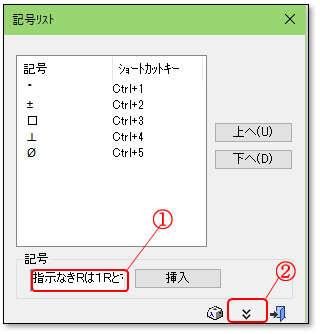 記号リスト
記号 ショートカットキー
° Ctrl+1
± Ctrl+2
□ Ctrl+3
⊥ Ctrl+4
Ø Ctrl+5
上へ(U)
下へ(D)
①
記号
指示なきRは1Rと
挿入
②